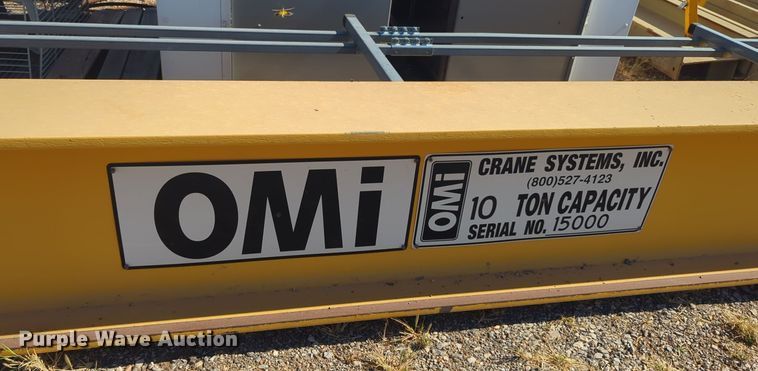 OMi
OMi
CRANE SYSTEMS, INC.
(800)527-4123
10 TON CAPACITY
SERIAL NO. 15000
Purple Wave Auction